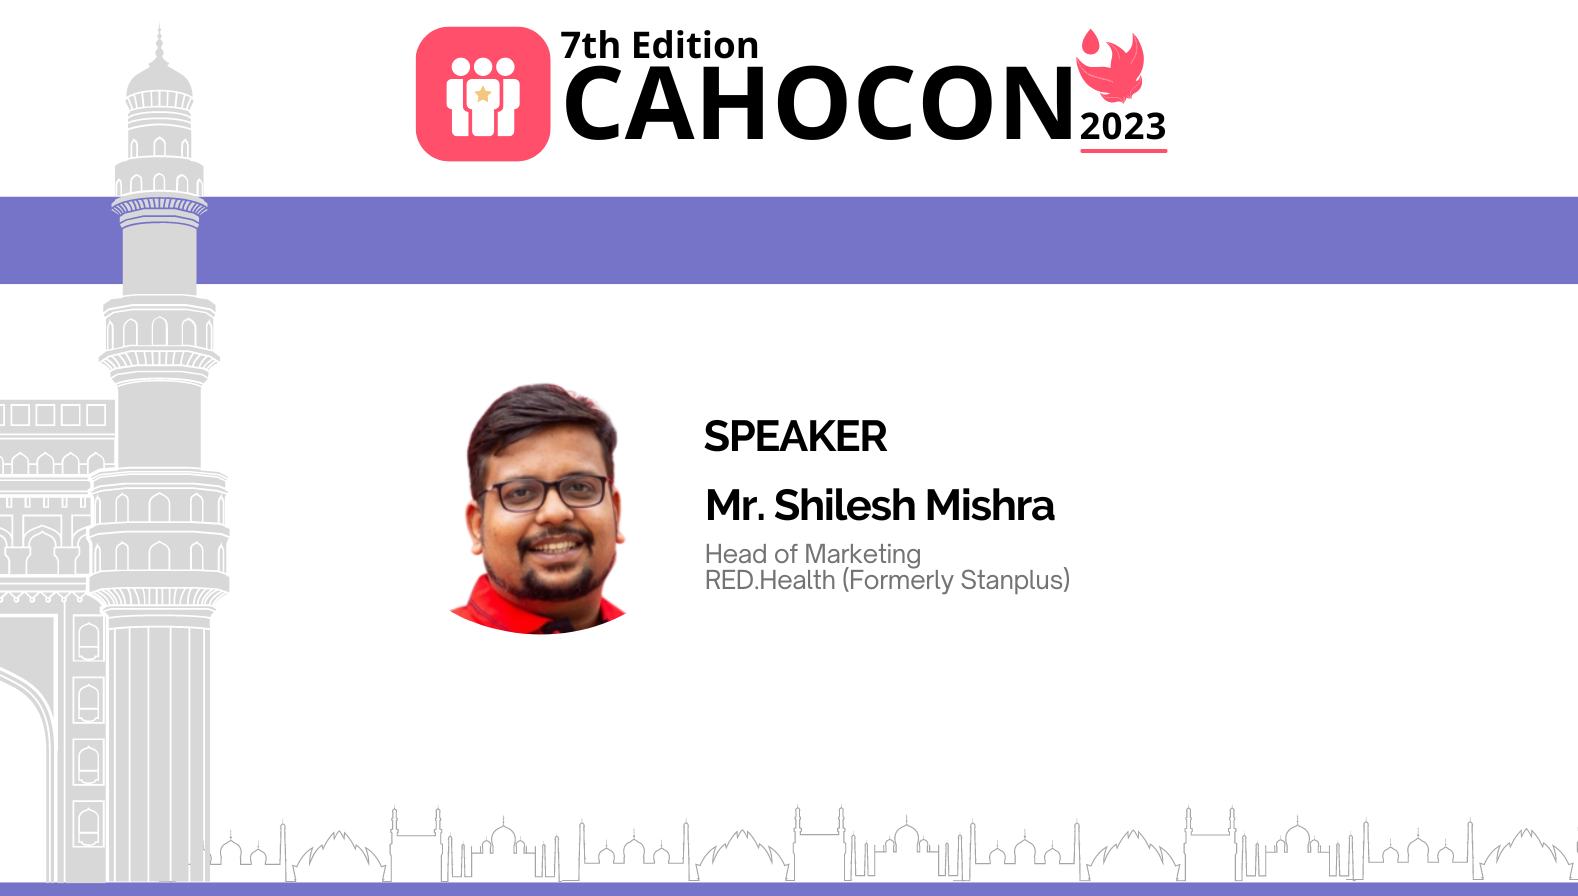 7th Edition
CAHOCON
2023
SPEAKER
Mr. Shilesh Mishra
Head of Marketing
RED.Health (Formerly Stanplus)